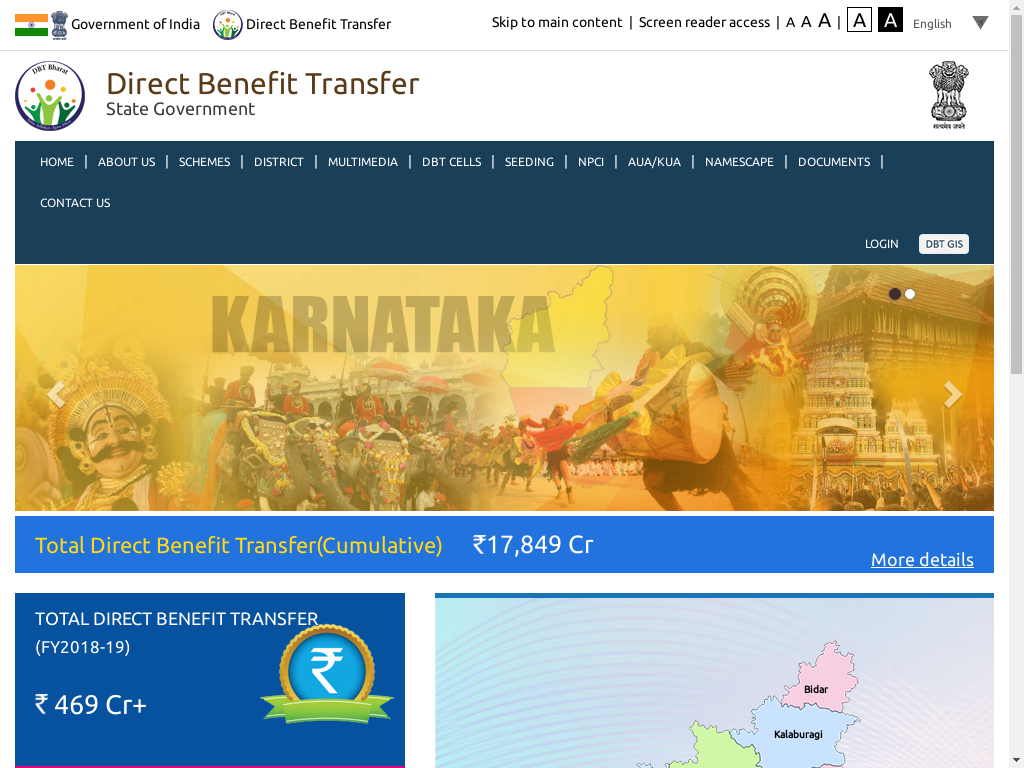 Government of India Direct Benefit Transfer Skip to main content | Screen reader access | A A A | A A English
Direct Benefit Transfer
State Government
HOME | ABOUT US | SCHEMES | DISTRICT | MULTIMEDIA | DBT CELLS | SEEDING | NPCI | AUA/KUA | NAMESCAPE | DOCUMENTS |
CONTACT US
LOGIN DBT GIS
KARNATAKA
Total Direct Benefit Transfer(Cumulative) ₹17,849 Cr
More details
TOTAL DIRECT BENEFIT TRANSFER
(FY2018-19)
₹
₹ 469 Cr+
Bidar
Kalaburagi
DBT Bharat
सत्यमेव जयते